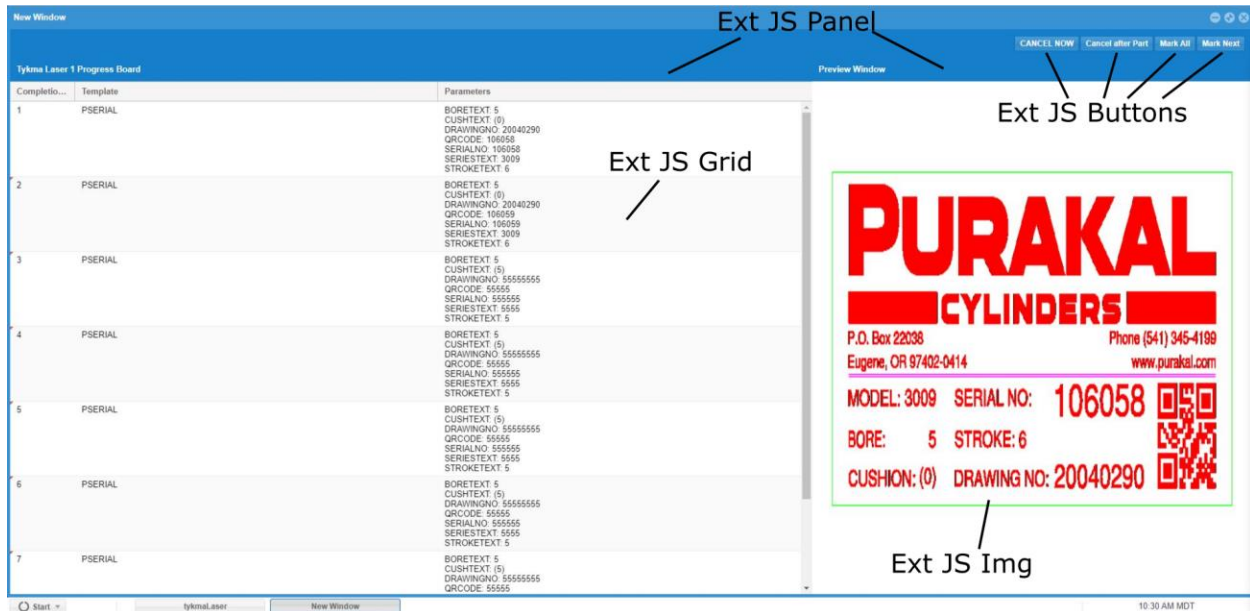 New Window
Ext JS Panel
CANCEL NOW Cancel after Part Mark All Mark Next
Tykma Laser 1 Progress Board
Preview Window
Ext JS Buttons
Completio... Template Parameters
1 PSERIAL BORETEXT: 5
CUSHTEXT: (0)
DRAWINGNO: 20040290
QRCODE: 106058
SERIALNO: 106058
SERIESTEXT: 3009
STROKETEXT: 6
Ext JS Grid
2 PSERIAL BORETEXT: 5
CUSHTEXT: (0)
DRAWINGNO: 20040290
QRCODE: 106059
SERIALNO: 106059
SERIESTEXT: 3009
STROKETEXT: 6
3 PSERIAL BORETEXT: 5
CUSHTEXT: (5)
DRAWINGNO: 55555555
QRCODE: 55555
SERIALNO: 555555
SERIESTEXT: 5555
STROKETEXT: 5
4 PSERIAL BORETEXT: 5
CUSHTEXT: (5)
DRAWINGNO: 55555555
QRCODE: 55555
SERIALNO: 555555
SERIESTEXT: 5555
STROKETEXT: 5
5 PSERIAL BORETEXT: 5
CUSHTEXT: (5)
DRAWINGNO: 55555555
QRCODE: 55555
SERIALNO: 555555
SERIESTEXT: 5555
STROKETEXT: 5
6 PSERIAL BORETEXT: 5
CUSHTEXT: (5)
DRAWINGNO: 55555555
QRCODE: 55555
SERIALNO: 555555
SERIESTEXT: 5555
STROKETEXT: 5
7 PSERIAL BORETEXT: 5
CUSHTEXT: (5)
DRAWINGNO: 55555555
QRCODE: 55555
PURAKAL
CYLINDERS
P.O. Box 22038 Phone (541) 345-4199
Eugene, OR 97402-0414 www.purakal.com
MODEL: 3009 SERIAL NO: 106058
BORE: 5 STROKE: 6
CUSHION: (0) DRAWING NO: 20040290
Ext JS Img
Start tykmaLaser New Window 10:30 AM MDT